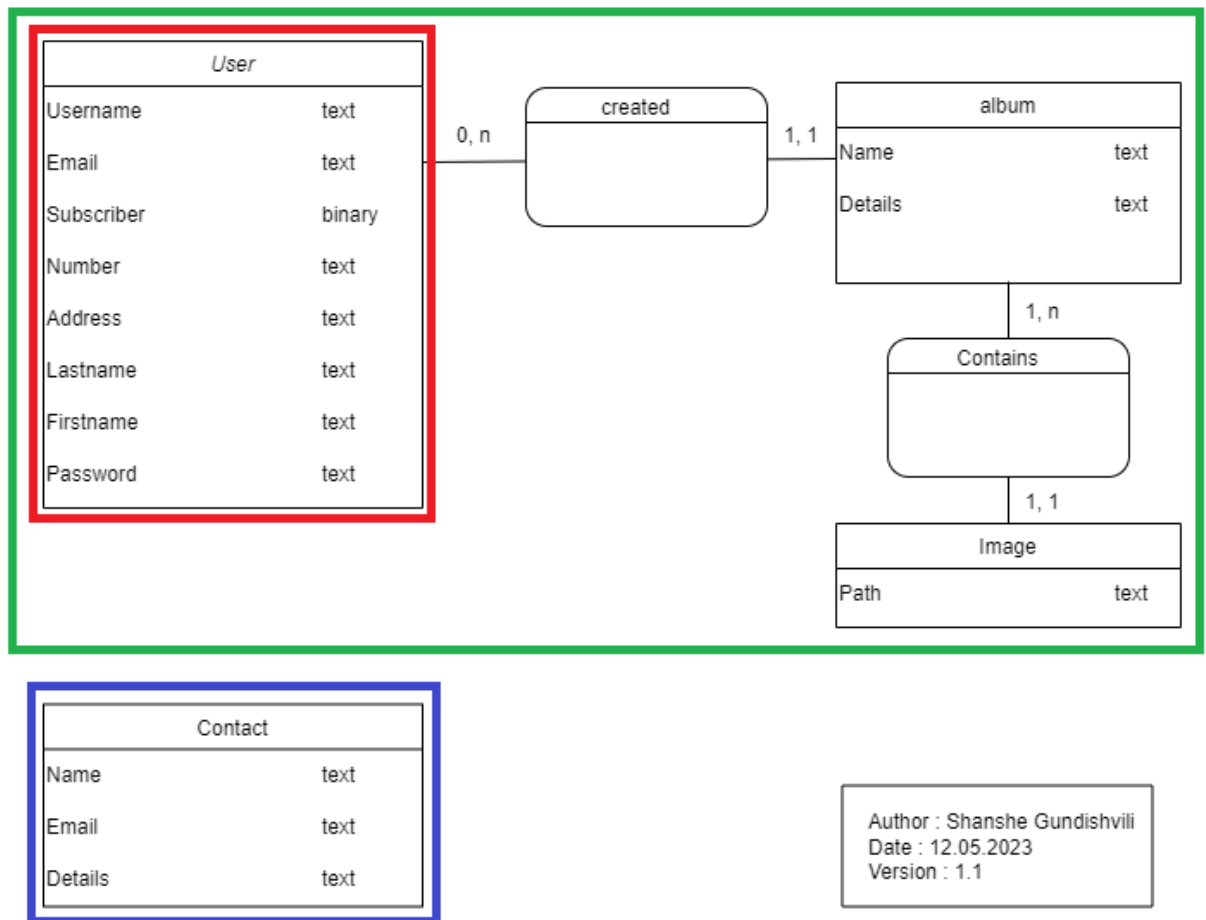 User
Username text
Email text
Subscriber binary
Number text
Address text
Lastname text
Firstname text
Password text
0, n
created
1, 1
album
Name text
Details text
1, n
Contains
1, 1
Image
Path text
Contact
Name text
Email text
Details text
Author : Shanshe Gundishvili
Date : 12.05.2023
Version : 1.1